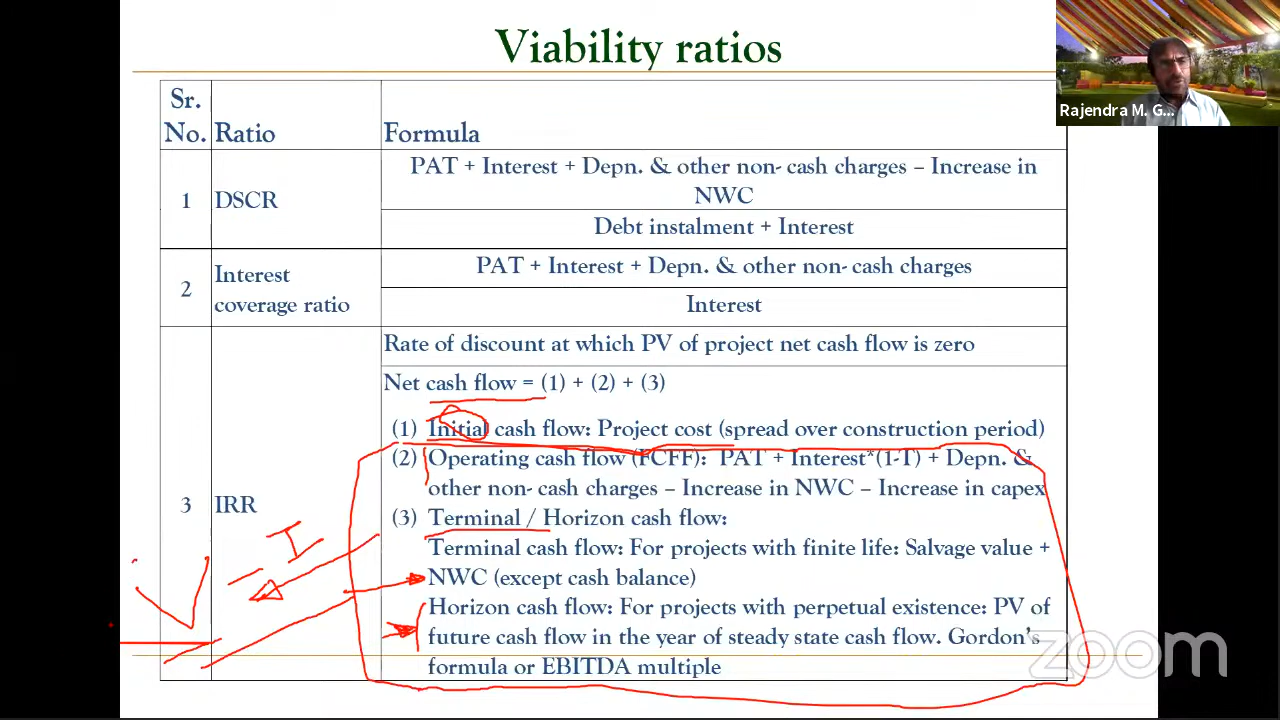 Viability ratios
Rajendra M. G...
Sr.
No. Ratio Formula
1 DSCR
PAT + Interest + Depn. & other non- cash charges – Increase in
NWC
Debt instalment + Interest
2 Interest
coverage ratio
PAT + Interest + Depn. & other non- cash charges
Interest
3 IRR
Rate of discount at which PV of project net cash flow is zero
Net cash flow = (1) + (2) + (3)
(1) Initial cash flow: Project cost (spread over construction period)
(2) Operating cash flow (FCFF): PAT + Interest*(1-T) + Depn. &
other non- cash charges – Increase in NWC – Increase in capex
(3) Terminal / Horizon cash flow:
Terminal cash flow: For projects with finite life: Salvage value +
NWC (except cash balance)
Horizon cash flow: For projects with perpetual existence: PV of
future cash flow in the year of steady state cash flow. Gordon's
formula or EBITDA multiple
V - I
zoom